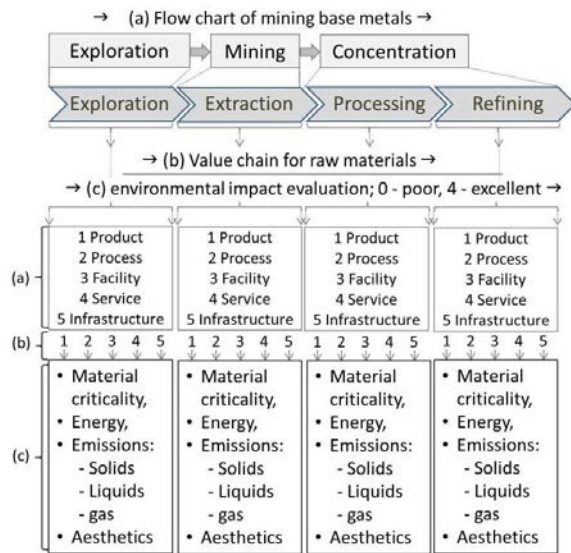 → (a) Flow chart of mining base metals →
Exploration Mining Concentration
Exploration Extraction Processing Refining
→ (b) Value chain for raw materials →
→ (c) environmental impact evaluation; 0 - poor, 4 - excellent →
(a)
1 Product 1 Product 1 Product 1 Product
2 Process 2 Process 2 Process 2 Process
3 Facility 3 Facility 3 Facility 3 Facility
4 Service 4 Service 4 Service 4 Service
5 Infrastructure 5 Infrastructure 5 Infrastructure 5 Infrastructure
(b) 1 2 3 4 5 1 2 3 4 5 1 2 3 4 5 1 2 3 4 5
(c)
• Material • Material • Material • Material
criticality, criticality, criticality, criticality,
• Energy, • Energy, • Energy, • Energy,
• Emissions: • Emissions: • Emissions: • Emissions:
- Solids - Solids - Solids - Solids
- Liquids - Liquids - Liquids - Liquids
- gas - gas - gas - gas
• Aesthetics • Aesthetics • Aesthetics • Aesthetics